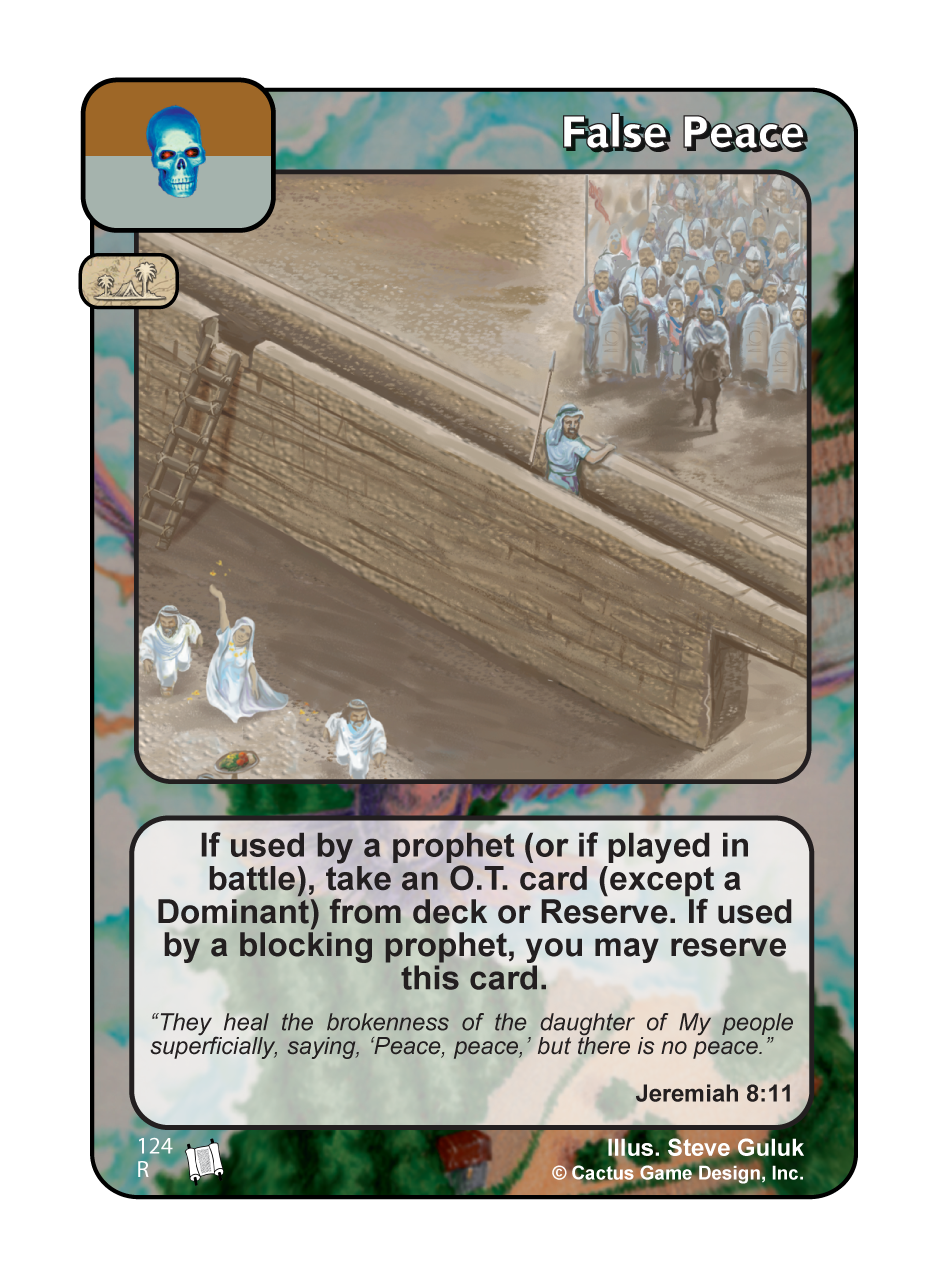 False Peace
If used by a prophet (or if played in
battle), take an O.T. card (except a
Dominant) from deck or Reserve. If used
by a blocking prophet, you may reserve
this card.
“They heal the brokenness of the daughter of My people
superficially, saying, ‘Peace, peace,’ but there is no peace.”
Jeremiah 8:11
124
R
Illus. Steve Guluk
© Cactus Game Design, Inc.